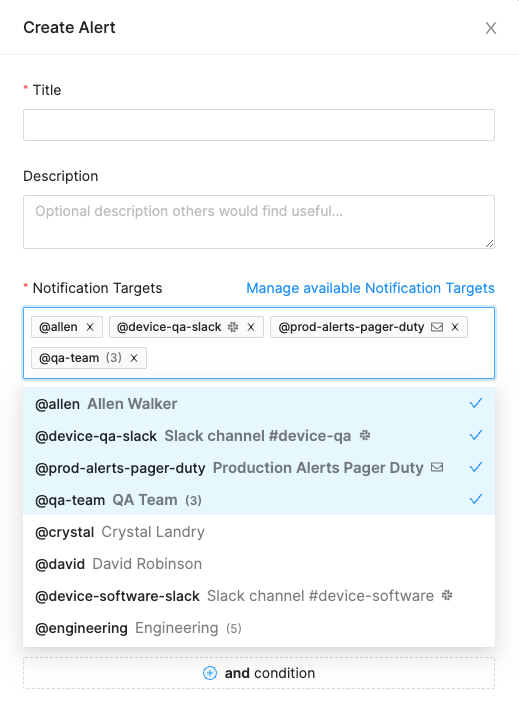 Create Alert
* Title
Description
Optional description others would find useful...
* Notification Targets Manage available Notification Targets
@allen @device-qa-slack @prod-alerts-pager-duty
@qa-team (3)
@allen Allen Walker
@device-qa-slack Slack channel #device-qa
@prod-alerts-pager-duty Production Alerts Pager Duty
@qa-team QA Team (3)
@crystal Crystal Landry
@david David Robinson
@device-software-slack Slack channel #device-software
@engineering Engineering (5)
and condition